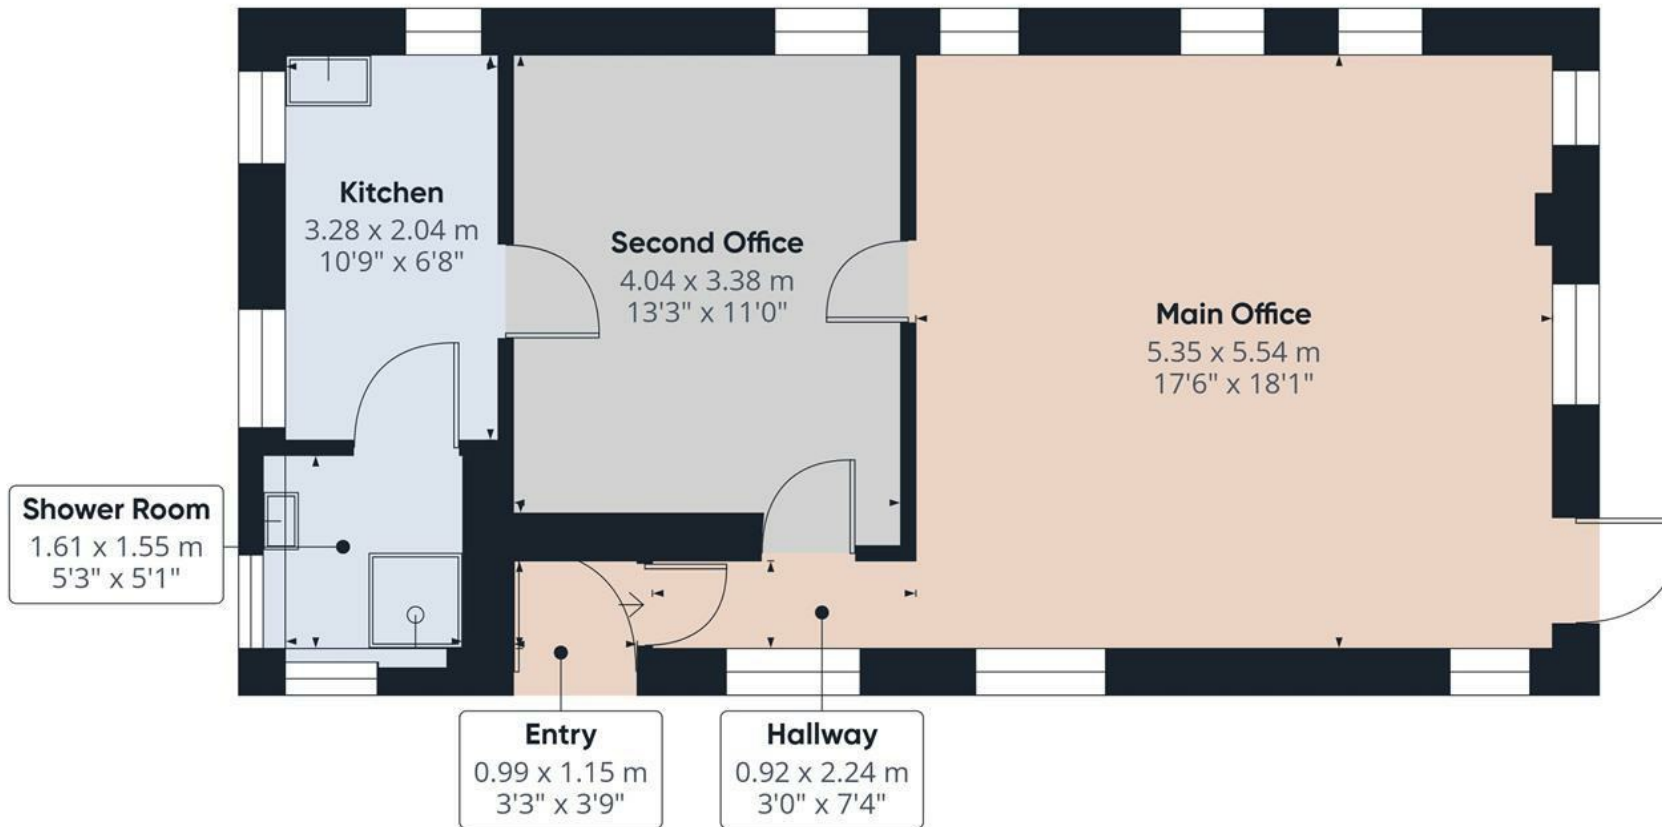 Kitchen
3.28 x 2.04 m
10'9" x 6'8"
Second Office
4.04 x 3.38 m
13'3" x 11'0"
Main Office
5.35 x 5.54 m
17'6" x 18'1"
Shower Room
1.61 x 1.55 m
5'3" x 5'1"
Entry
0.99 x 1.15 m
3'3" x 3'9"
Hallway
0.92 x 2.24 m
3'0" x 7'4"